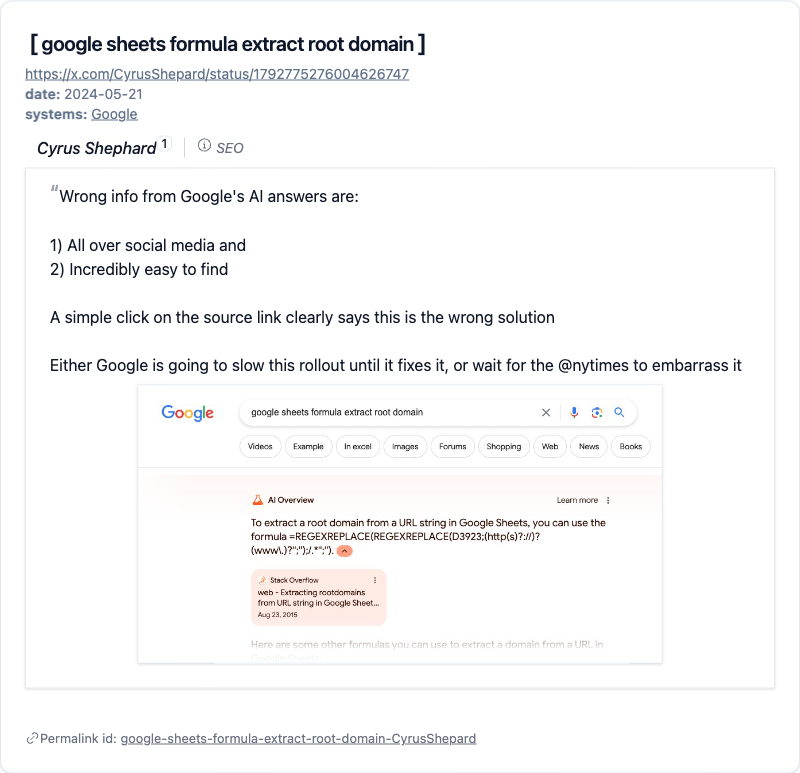 [ google sheets formula extract root domain ]
https://x.com/CyrusShepard/status/1792775276004626747
date: 2024-05-21
systems: Google
Cyrus Shephard 1 SEO
“Wrong info from Google's AI answers are:
1) All over social media and
2) Incredibly easy to find
A simple click on the source link clearly says this is the wrong solution
Either Google is going to slow this rollout until it fixes it, or wait for the @nytimes to embarrass it
Google google sheets formula extract root domain
Videos Example In excel Images Forums Shopping Web News Books
AI Overview Learn more
To extract a root domain from a URL string in Google Sheets, you can use the
formula =REGEXREPLACE(REGEXREPLACE(D3923;(http(s)?://)?
(www\.)?";");/.*";").
Stack Overflow
web - Extracting rootdomains
from URL string in Google Sheet...
Aug 23, 2015
Here are some other formulas you can use to extract a domain from a URL in
Google Sheets:
Permalink id: google-sheets-formula-extract-root-domain-CyrusShepard